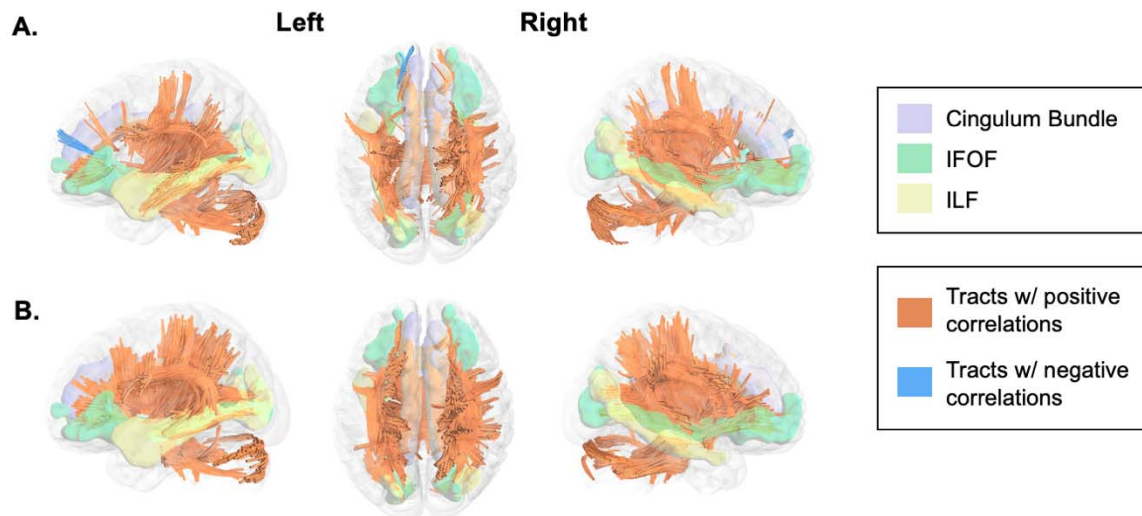 A.
Left
Right
B.
Cingulum Bundle
IFOF
ILF
Tracts w/ positive
correlations
Tracts w/ negative
correlations